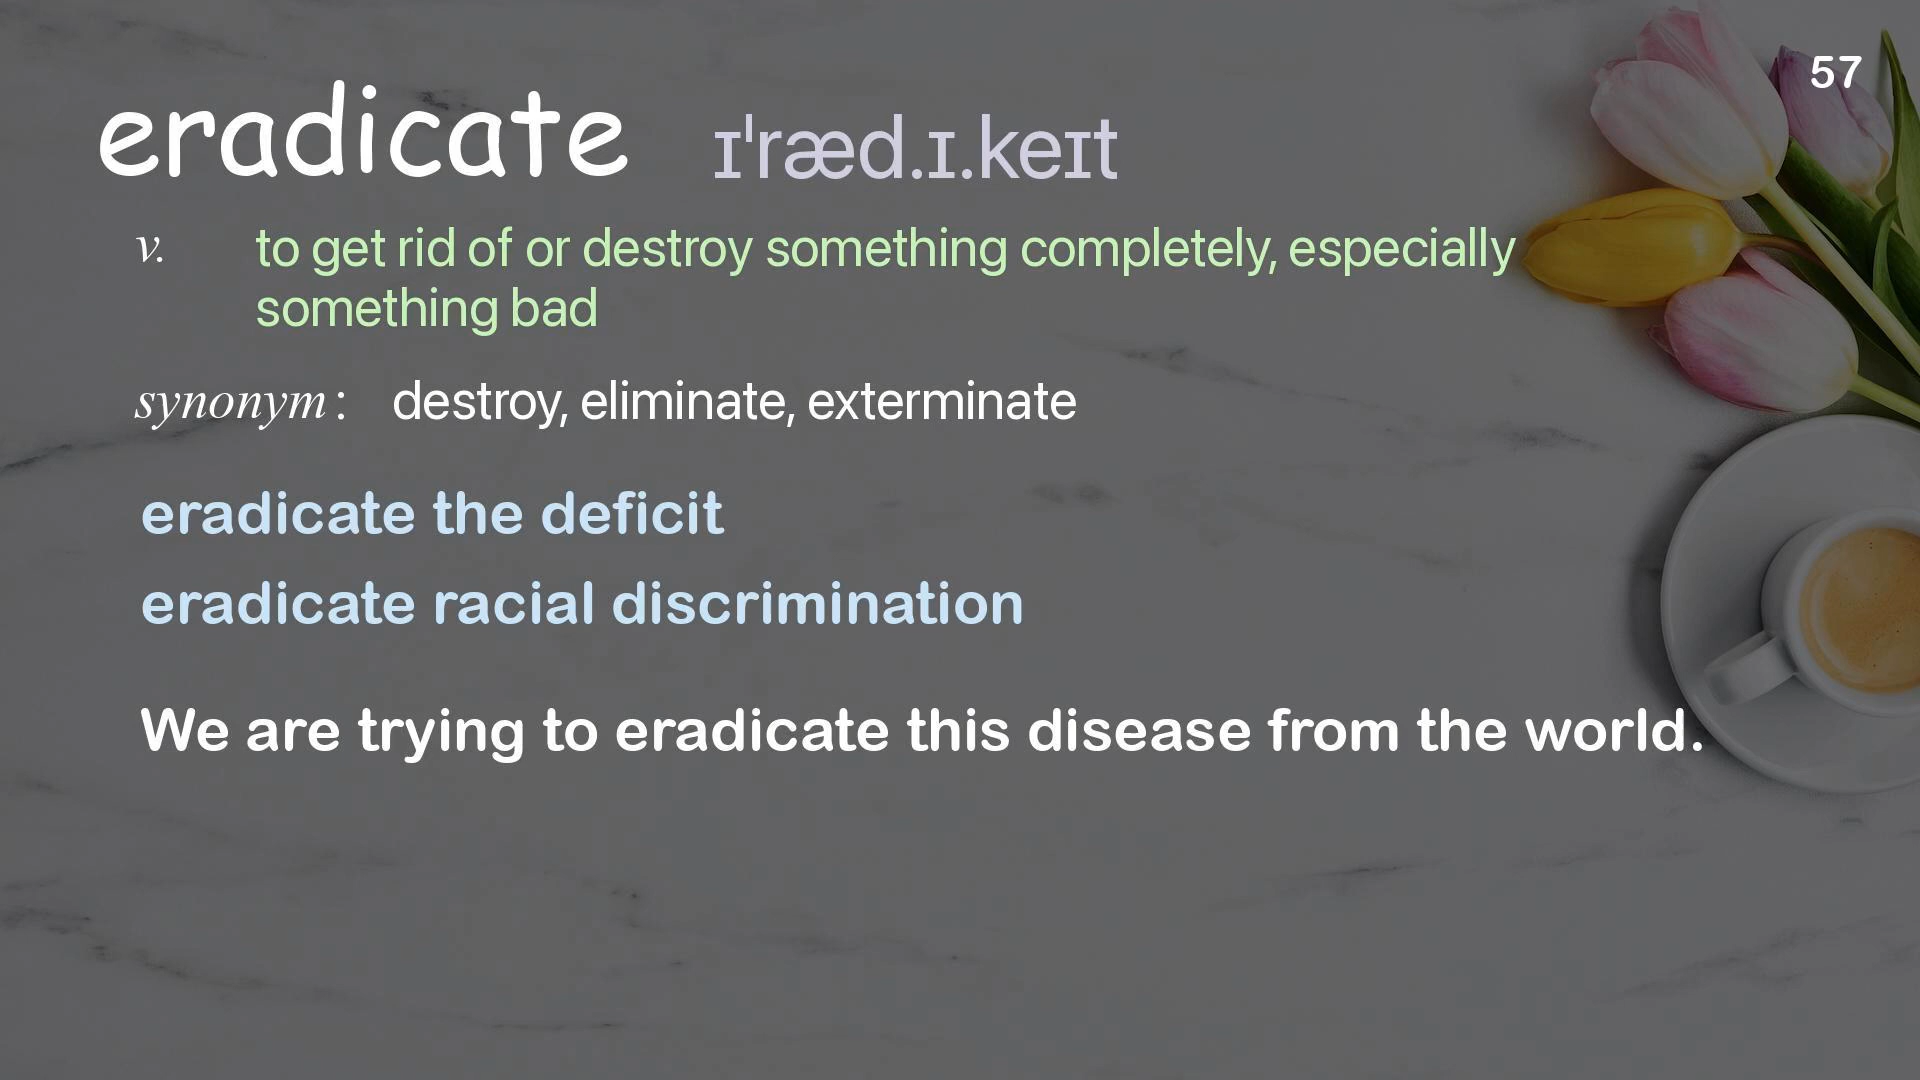 57
eradicate ɪˈræd.ɪ.keɪt
v. to get rid of or destroy something completely, especially
something bad
synonym : destroy, eliminate, exterminate
eradicate the deficit
eradicate racial discrimination
We are trying to eradicate this disease from the world.